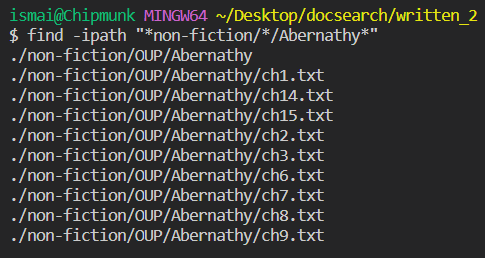 ismai@Chipmunk MINGW64 ~/Desktop/docsearch/written_2
$ find -ipath "*non-fiction/*/Abernathy*"
./non-fiction/OUP/Abernathy
./non-fiction/OUP/Abernathy/ch1.txt
./non-fiction/OUP/Abernathy/ch14.txt
./non-fiction/OUP/Abernathy/ch15.txt
./non-fiction/OUP/Abernathy/ch2.txt
./non-fiction/OUP/Abernathy/ch3.txt
./non-fiction/OUP/Abernathy/ch6.txt
./non-fiction/OUP/Abernathy/ch7.txt
./non-fiction/OUP/Abernathy/ch8.txt
./non-fiction/OUP/Abernathy/ch9.txt